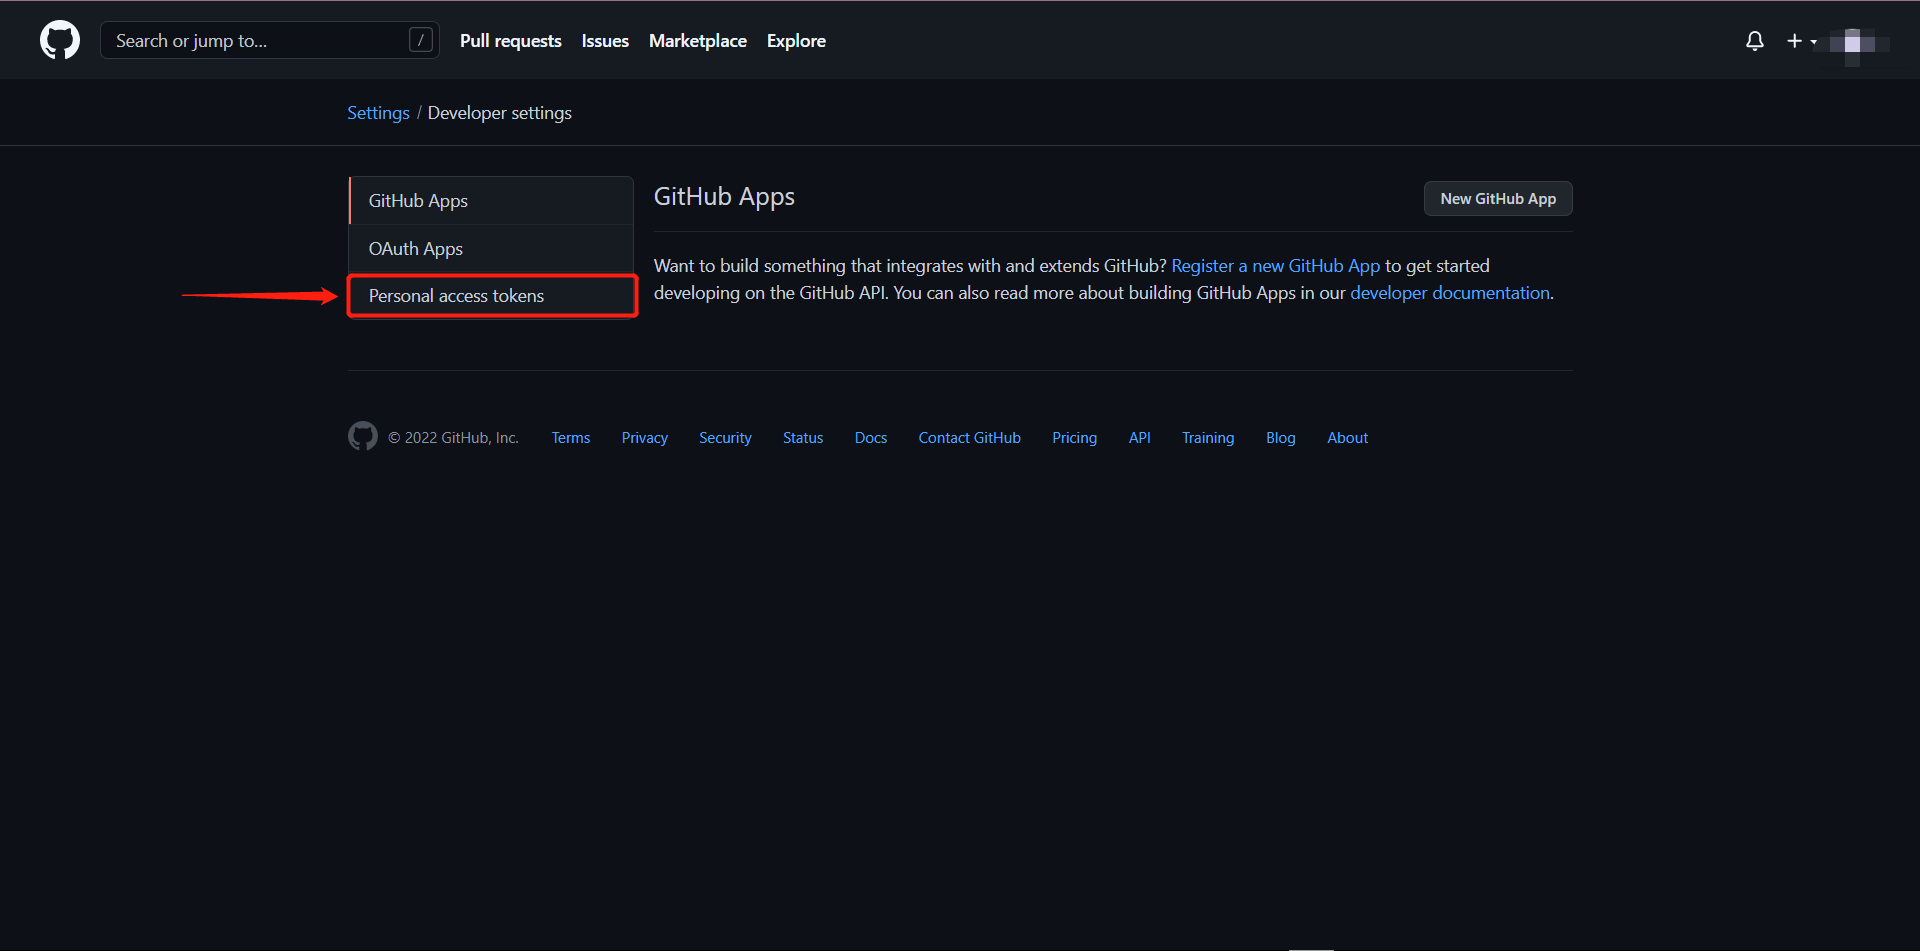 Search or jump to... /
Pull requests Issues Marketplace Explore
Settings / Developer settings
GitHub Apps
OAuth Apps
Personal access tokens
GitHub Apps
New GitHub App
Want to build something that integrates with and extends GitHub? Register a new GitHub App to get started
developing on the GitHub API. You can also read more about building GitHub Apps in our developer documentation.
© 2022 GitHub, Inc. Terms Privacy Security Status Docs Contact GitHub Pricing API Training Blog About